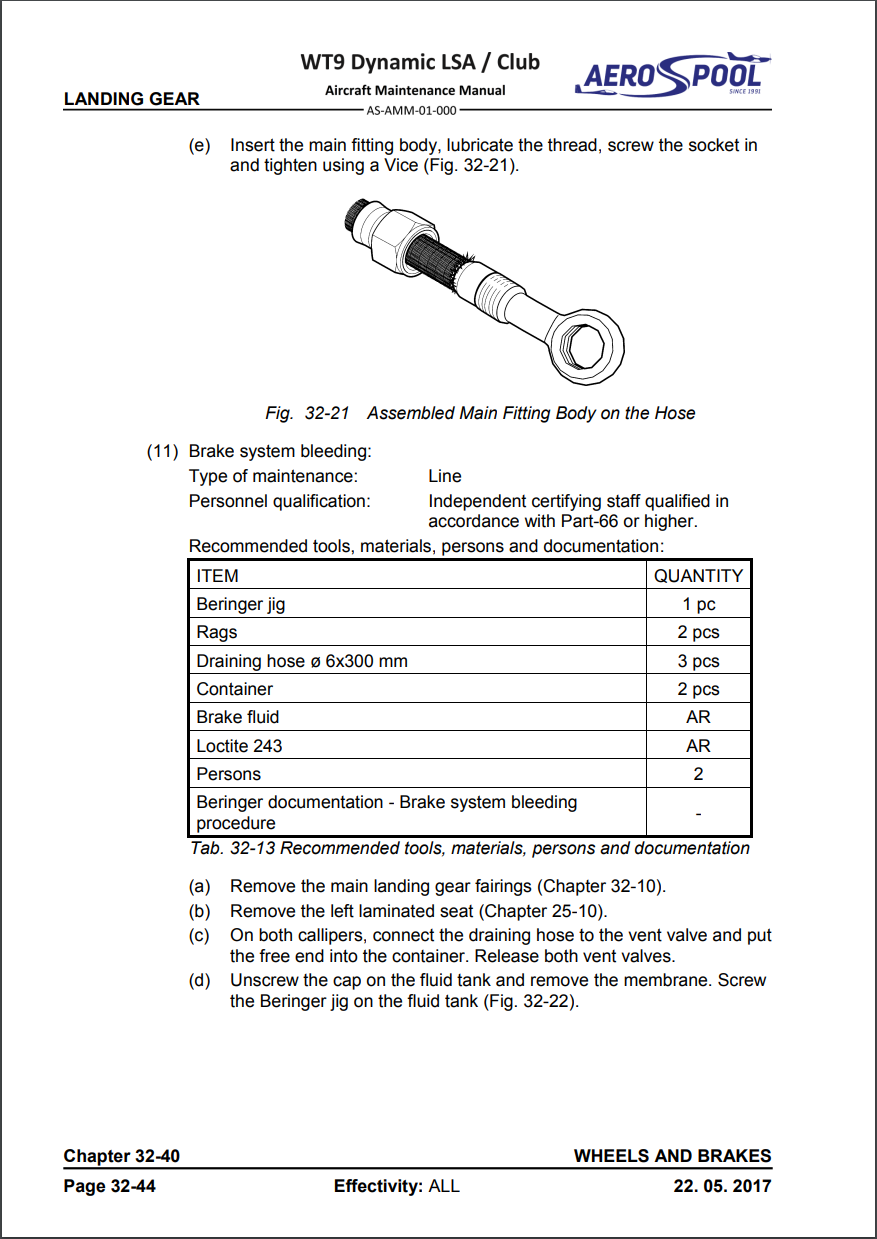 WT9 Dynamic LSA / Club
Aircraft Maintenance Manual
AS-AMM-01-000
LANDING GEAR
AEROSPOOL
SINCE 1991
(e) Insert the main fitting body, lubricate the thread, screw the socket in
and tighten using a Vice (Fig. 32-21).
Fig. 32-21 Assembled Main Fitting Body on the Hose
(11) Brake system bleeding:
Type of maintenance: Line
Personnel qualification: Independent certifying staff qualified in
accordance with Part-66 or higher.
Recommended tools, materials, persons and documentation:
ITEM QUANTITY
Beringer jig 1 pc
Rags 2 pcs
Draining hose ø 6x300 mm 3 pcs
Container 2 pcs
Brake fluid AR
Loctite 243 AR
Persons 2
Beringer documentation - Brake system bleeding
procedure -
Tab. 32-13 Recommended tools, materials, persons and documentation
(a) Remove the main landing gear fairings (Chapter 32-10).
(b) Remove the left laminated seat (Chapter 25-10).
(c) On both callipers, connect the draining hose to the vent valve and put
the free end into the container. Release both vent valves.
(d) Unscrew the cap on the fluid tank and remove the membrane. Screw
the Beringer jig on the fluid tank (Fig. 32-22).
Chapter 32-40 WHEELS AND BRAKES
Page 32-44 Effectivity: ALL 22. 05. 2017